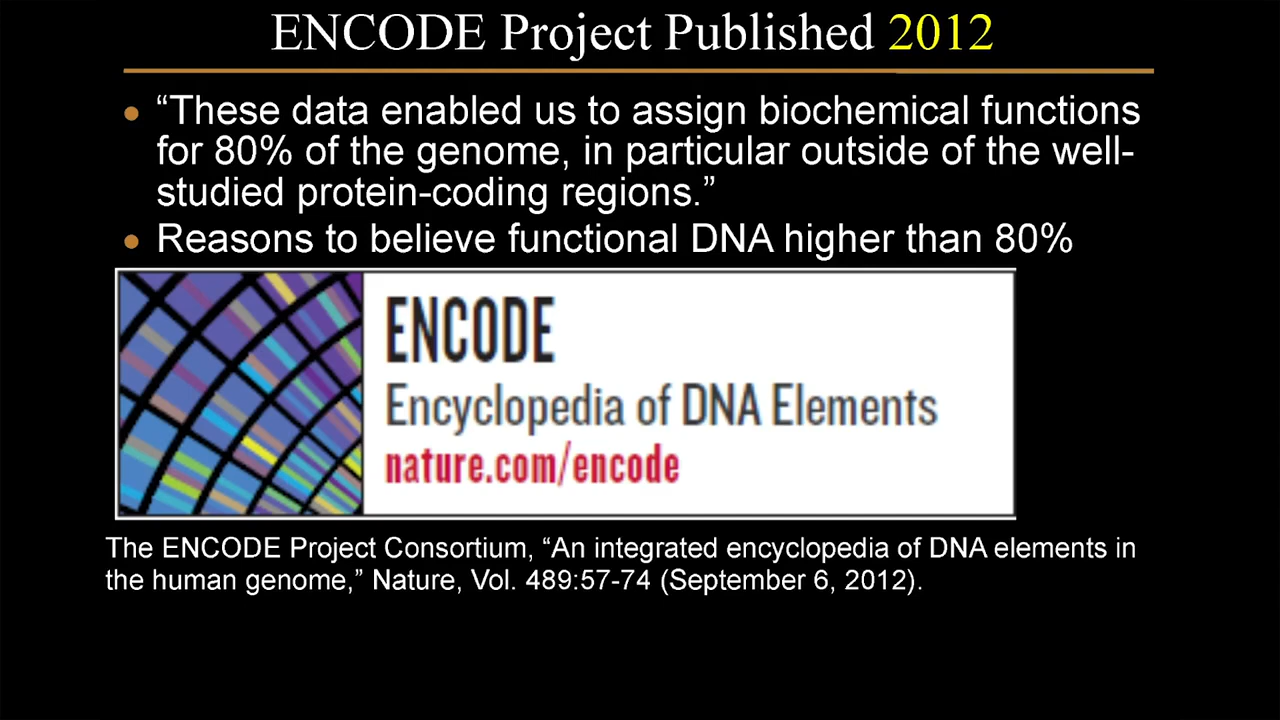 ENCODE Project Published 2012
• “These data enabled us to assign biochemical functions
for 80% of the genome, in particular outside of the well-
studied protein-coding regions.”
• Reasons to believe functional DNA higher than 80%
ENCODE
Encyclopedia of DNA Elements
nature.com/encode
The ENCODE Project Consortium, “An integrated encyclopedia of DNA elements in
the human genome,” Nature, Vol. 489:57-74 (September 6, 2012).